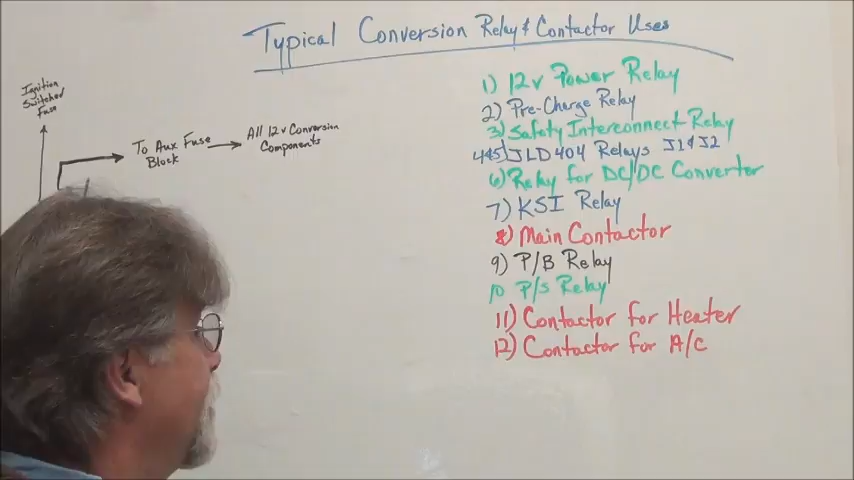 Typical Conversion Relay & Contactor Uses
Ignition
Switched
Fuse
To Aux Fuse
Block
All 12v Conversion
Components
1) 12v Power Relay
2) Pre-Charge Relay
3) Safety Interconnect Relay
4&5) JLD404 Relays J1 & J2
6) Relay for DC/DC Converter
7) KSI Relay
8) Main Contactor
9) P/B Relay
10 P/S Relay
11) Contactor for Heater
12) Contactor for A/C